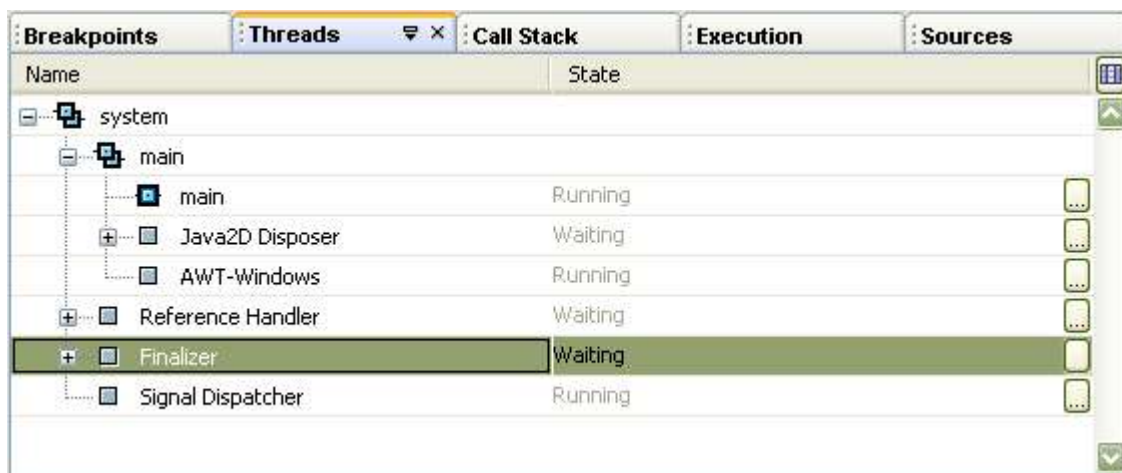 Breakpoints Threads Call Stack Execution Sources
Name State
system
main
main Running ...
Java2D Disposer Waiting ...
AWT-Windows Running ...
Reference Handler Waiting ...
Finalizer Waiting
Signal Dispatcher Running ...